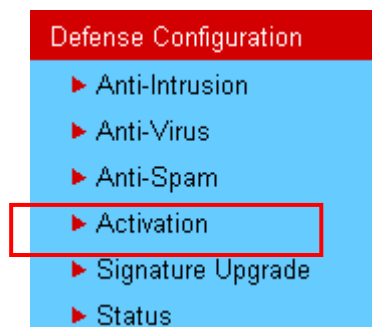 Defense Configuration
Anti-Intrusion
Anti-Virus
Anti-Spam
Activation
Signature Upgrade
Status